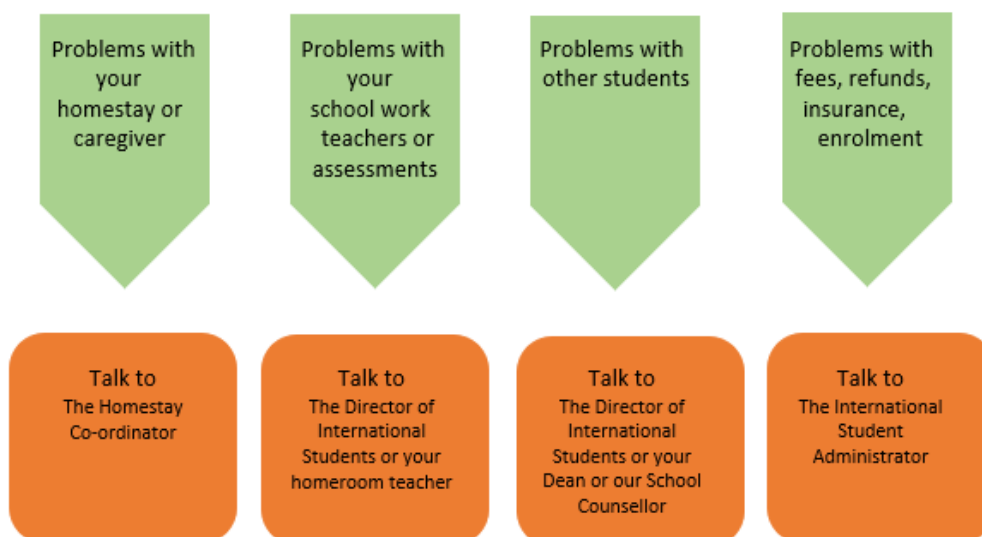 Problems with
your
homestay or
caregiver
Problems with
your
school work
teachers or
assessments
Problems with
other students
Problems with
fees, refunds,
insurance,
enrolment
Talk to
The Homestay
Co-ordinator
Talk to
The Director of
International
Students or your
homeroom teacher
Talk to
The Director of
International
Students or your
Dean or our School
Counsellor
Talk to
The International
Student
Administrator